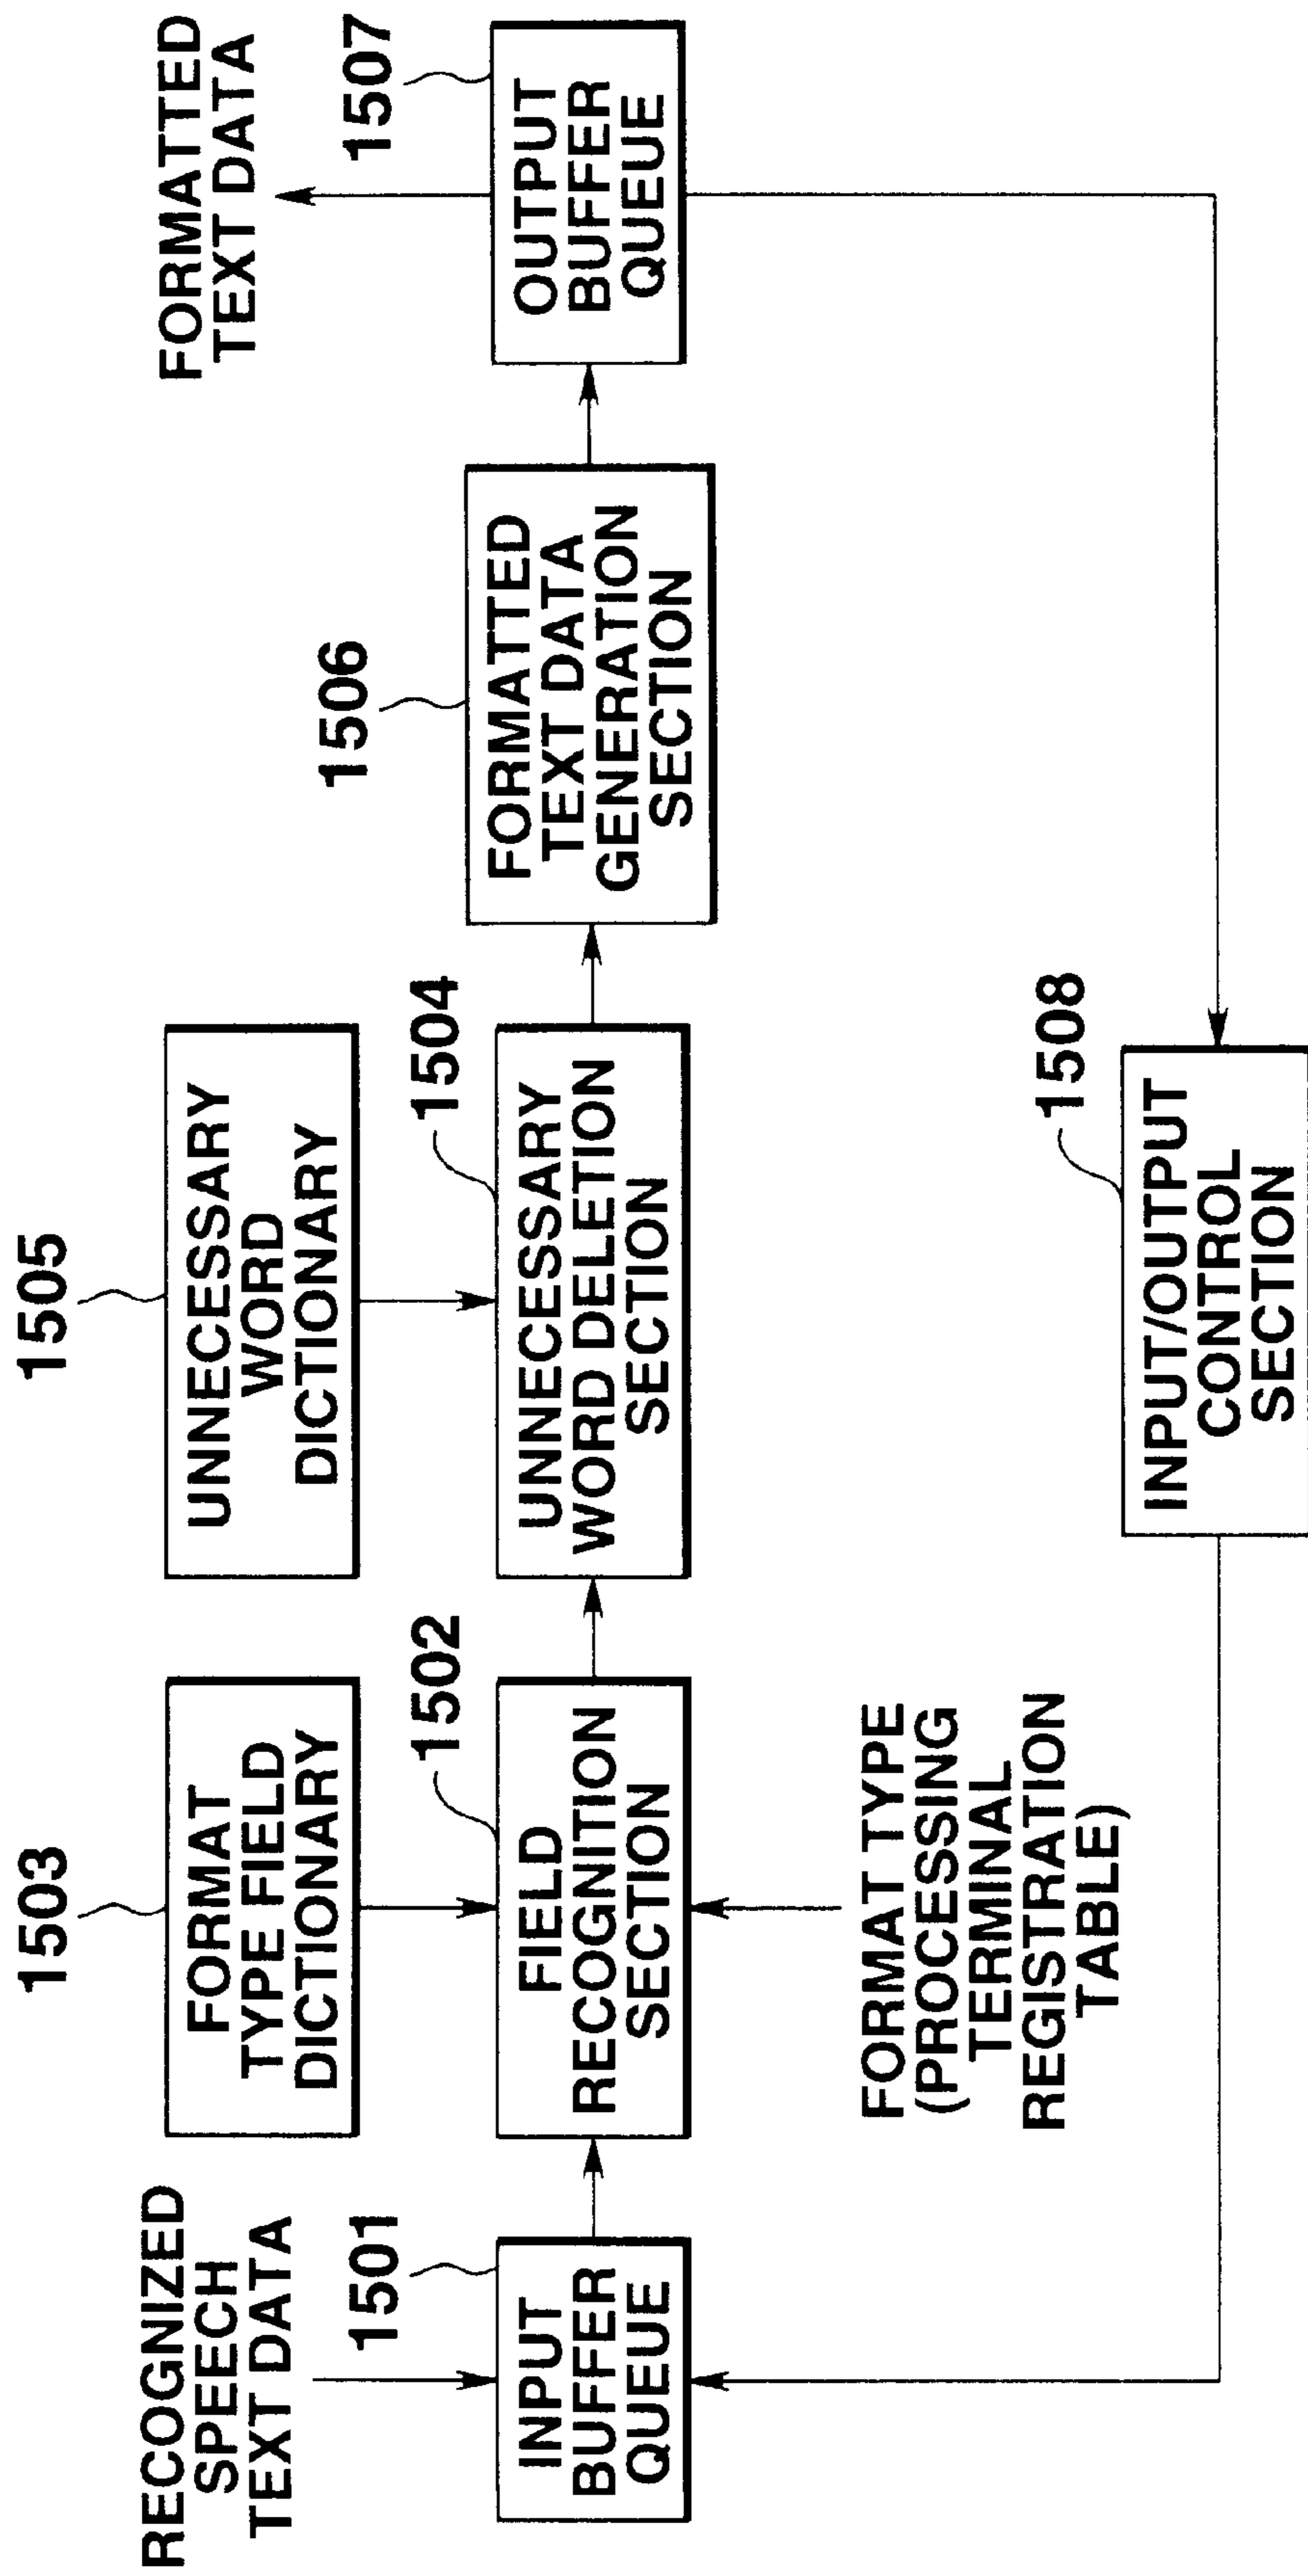 RECOGNIZED
SPEECH
TEXT DATA
1501
INPUT
BUFFER
QUEUE
1503
FORMAT
TYPE FIELD
DICTIONARY
1502
FIELD
RECOGNITION
SECTION
FORMAT TYPE
(PROCESSING
TERMINAL
REGISTRATION
TABLE)
1505
UNNECESSARY
WORD
DICTIONARY
1504
UNNECESSARY
WORD DELETION
SECTION
1508
INPUT/OUTPUT
CONTROL
SECTION
1506
FORMATTED
TEXT DATA
GENERATION
SECTION
FORMATTED
TEXT DATA
1507
OUTPUT
BUFFER
QUEUE